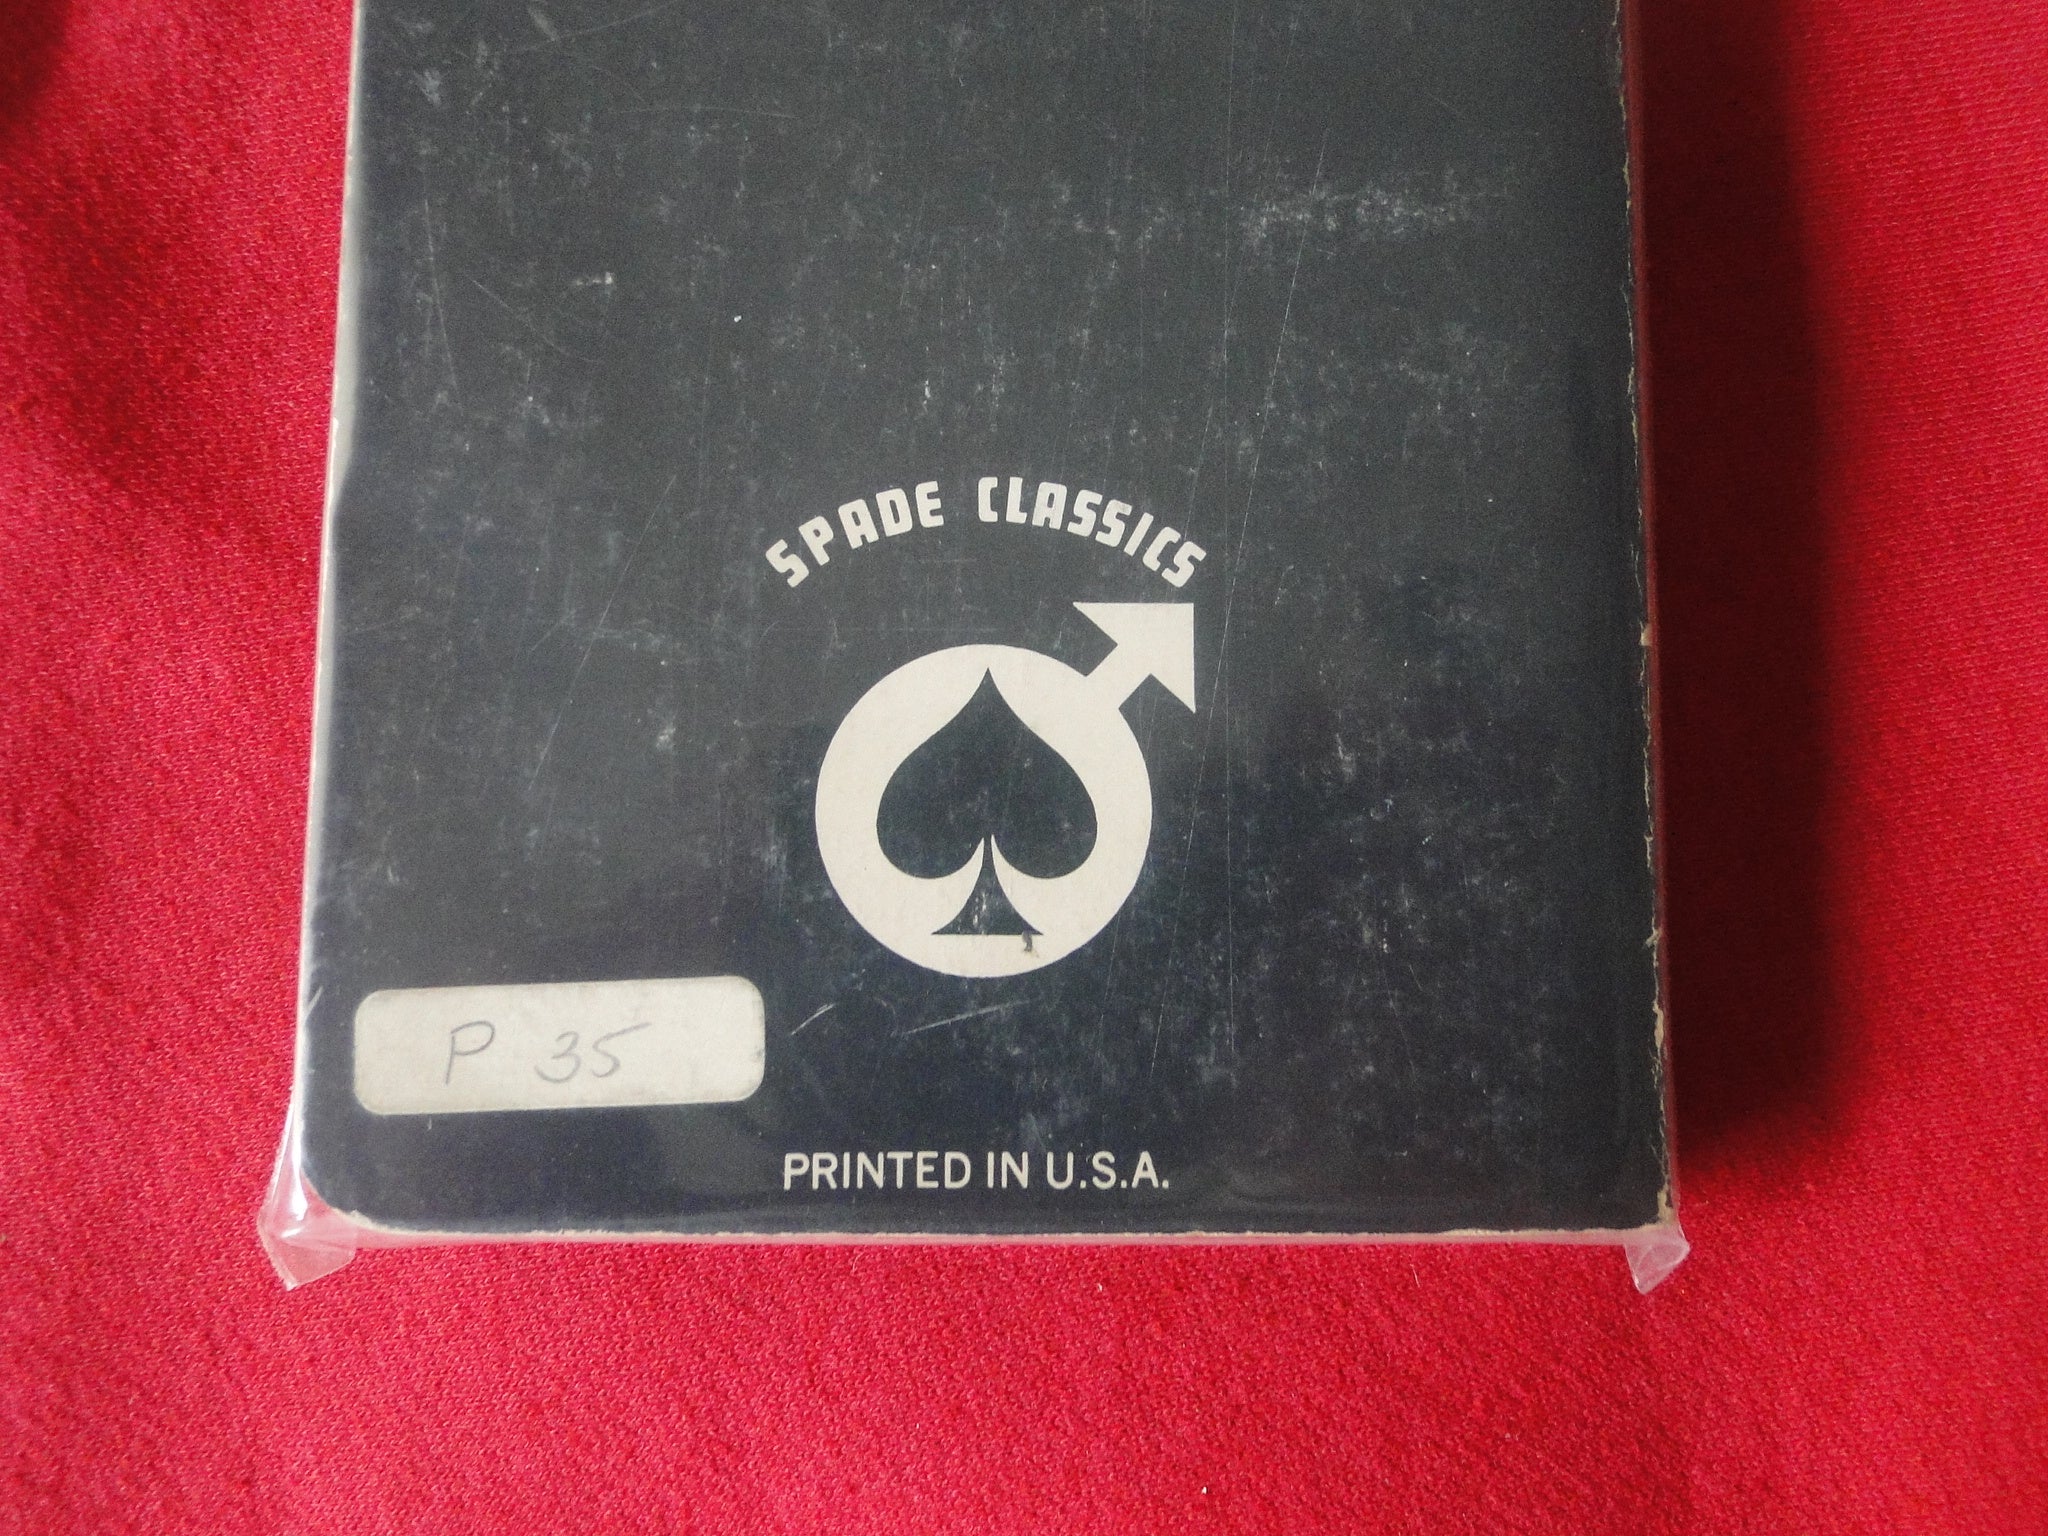 SPADE CLASSICS
P 35
PRINTED IN U.S.A.